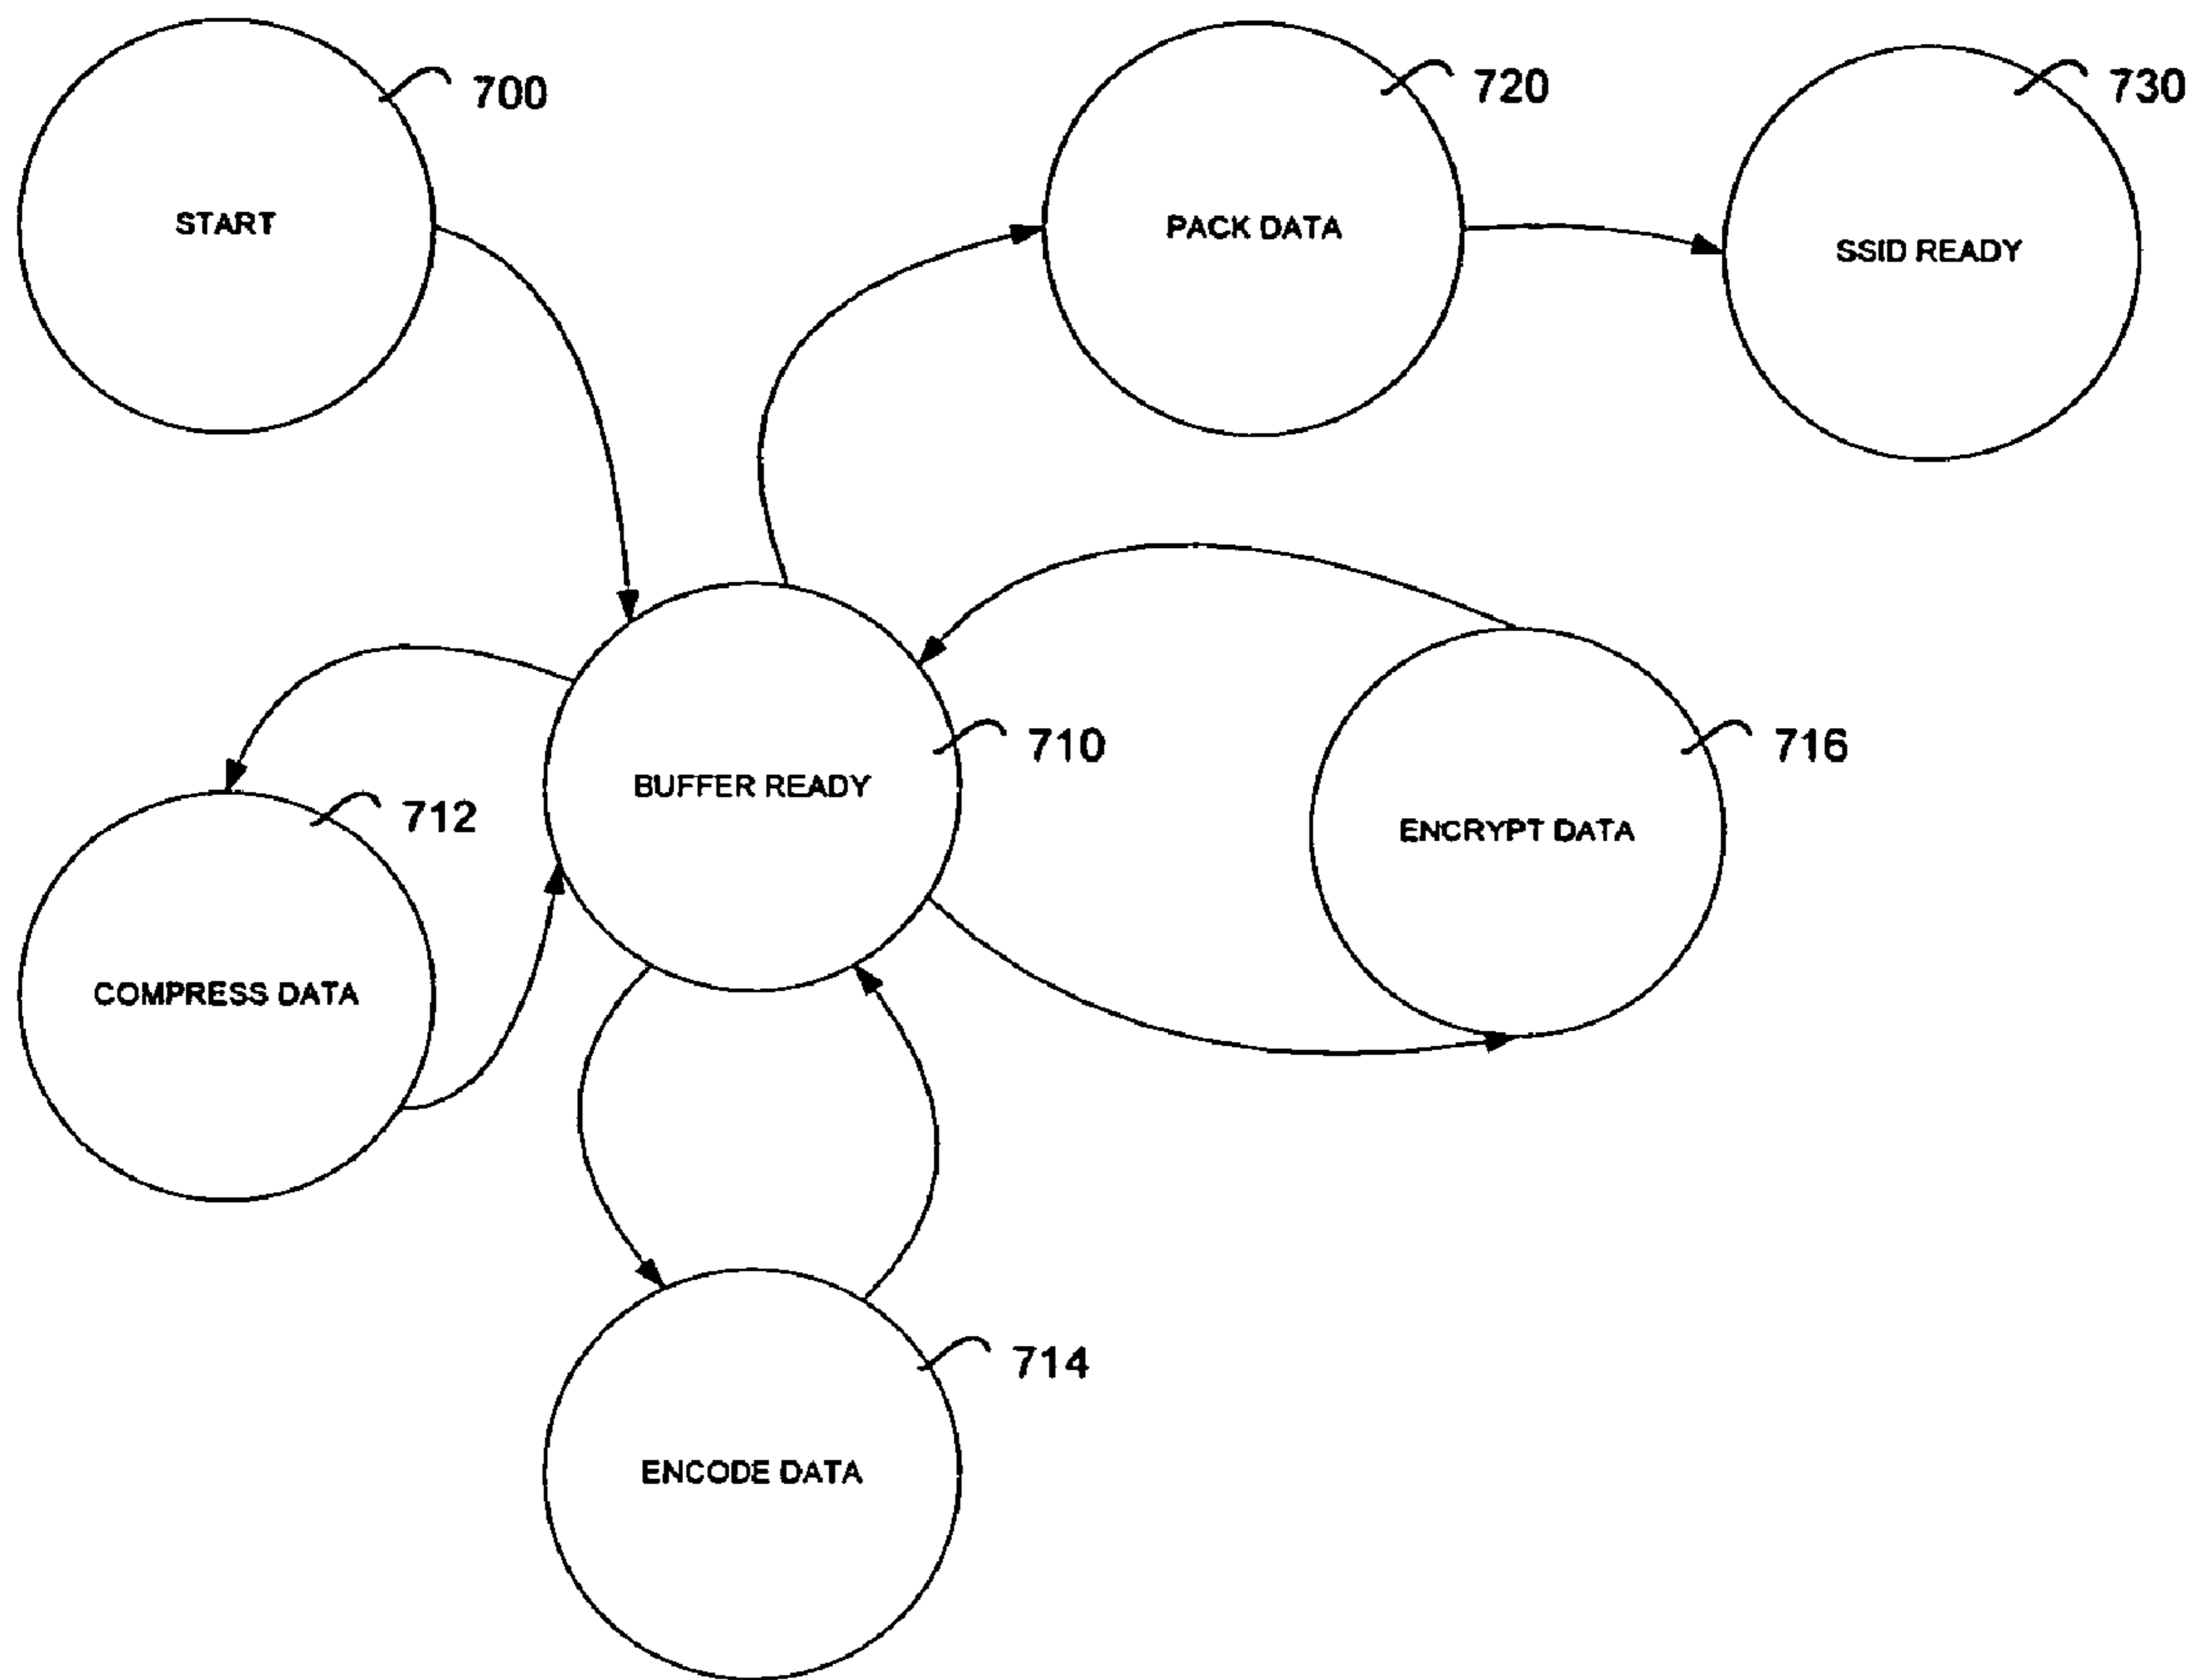 700
720
730
START
PACK DATA
SSID READY
710
716
BUFFER READY
712
ENCRYPT DATA
COMPRESS DATA
714
ENCODE DATA